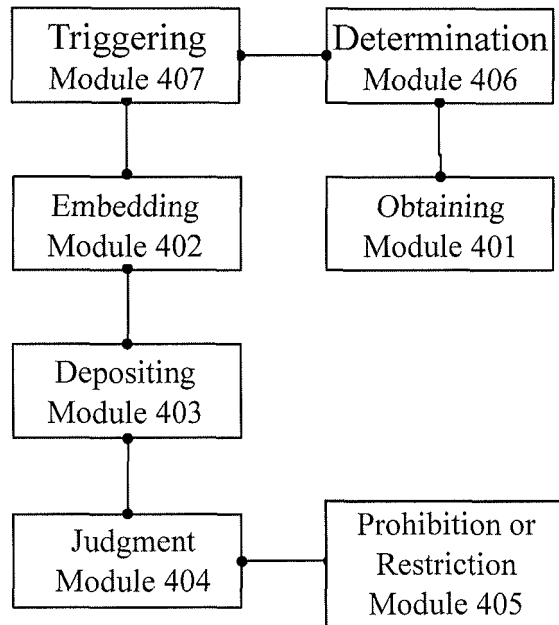 Triggering
Module 407
Determination
Module 406
Embedding
Module 402
Obtaining
Module 401
Depositing
Module 403
Judgment
Module 404
Prohibition or
Restriction
Module 405